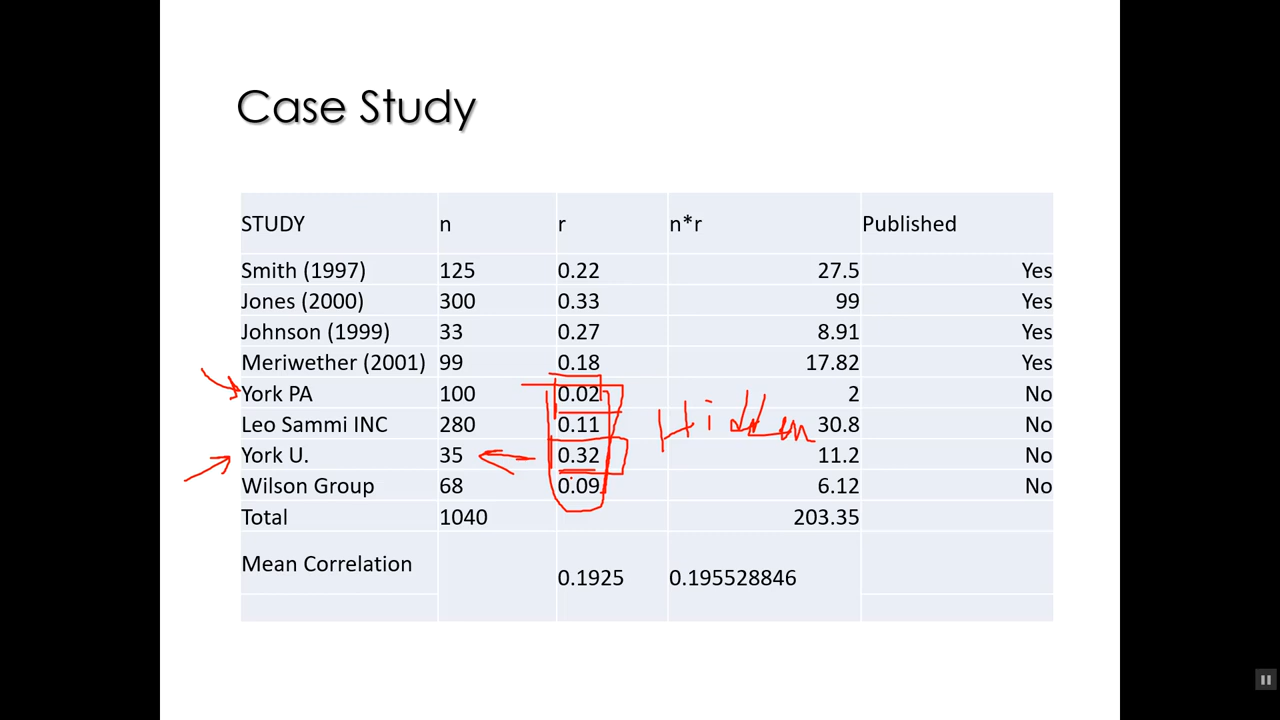 Case Study
STUDY n r n*r Published
Smith (1997) 125 0.22 27.5 Yes
Jones (2000) 300 0.33 99 Yes
Johnson (1999) 33 0.27 8.91 Yes
Meriwether (2001) 99 0.18 17.82 Yes
York PA 100 0.02 2 No
Leo Sammi INC 280 0.11 Hidden 30.8 No
York U. 35 0.32 11.2 No
Wilson Group 68 0.09 6.12 No
Total 1040 203.35
Mean Correlation 0.1925 0.195528846